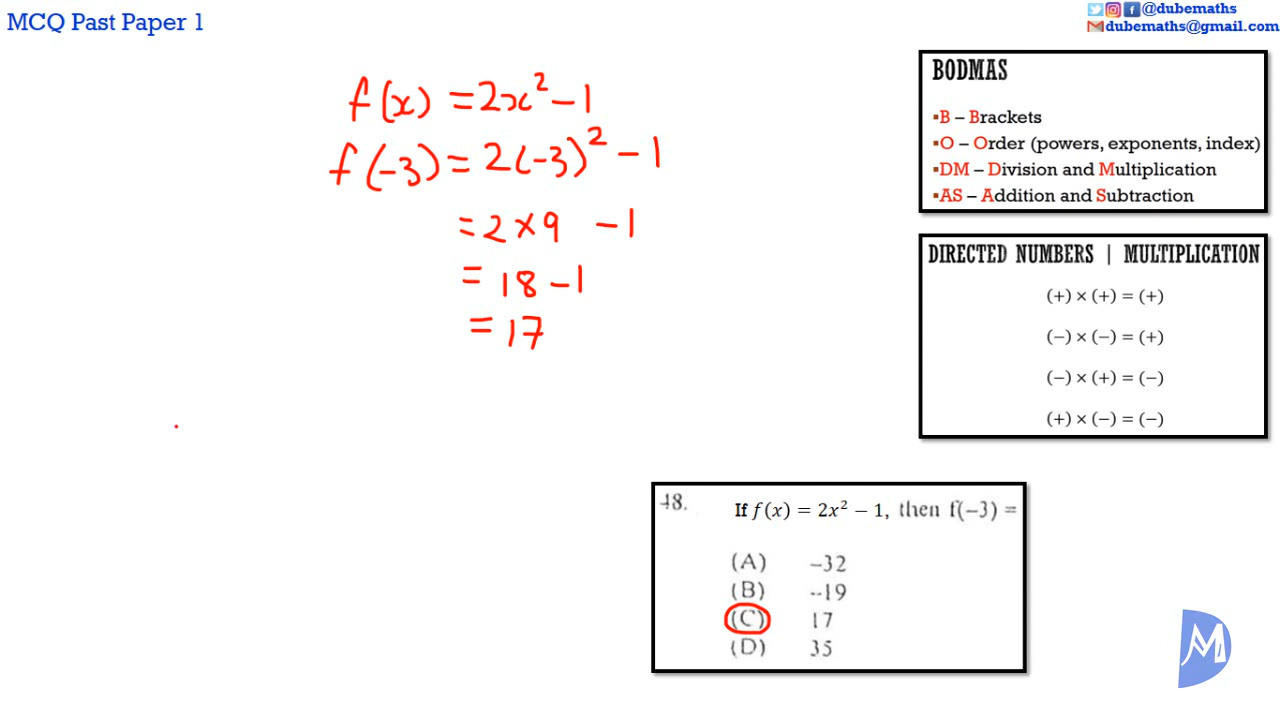 MCQ Past Paper 1
@dubemaths
dubemaths@gmail.com
f(x) = 2x² - 1
f(-3) = 2(-3)² - 1
= 2 × 9 - 1
= 18 - 1
= 17
BODMAS
▪B – Brackets
▪O – Order (powers, exponents, index)
▪DM – Division and Multiplication
▪AS – Addition and Subtraction
DIRECTED NUMBERS | MULTIPLICATION
(+) × (+) = (+)
(−) × (−) = (+)
(−) × (+) = (−)
(+) × (−) = (−)
48. If f(x) = 2x² − 1, then f(−3) =
(A) −32
(B) --19
(C) 17
(D) 35
M